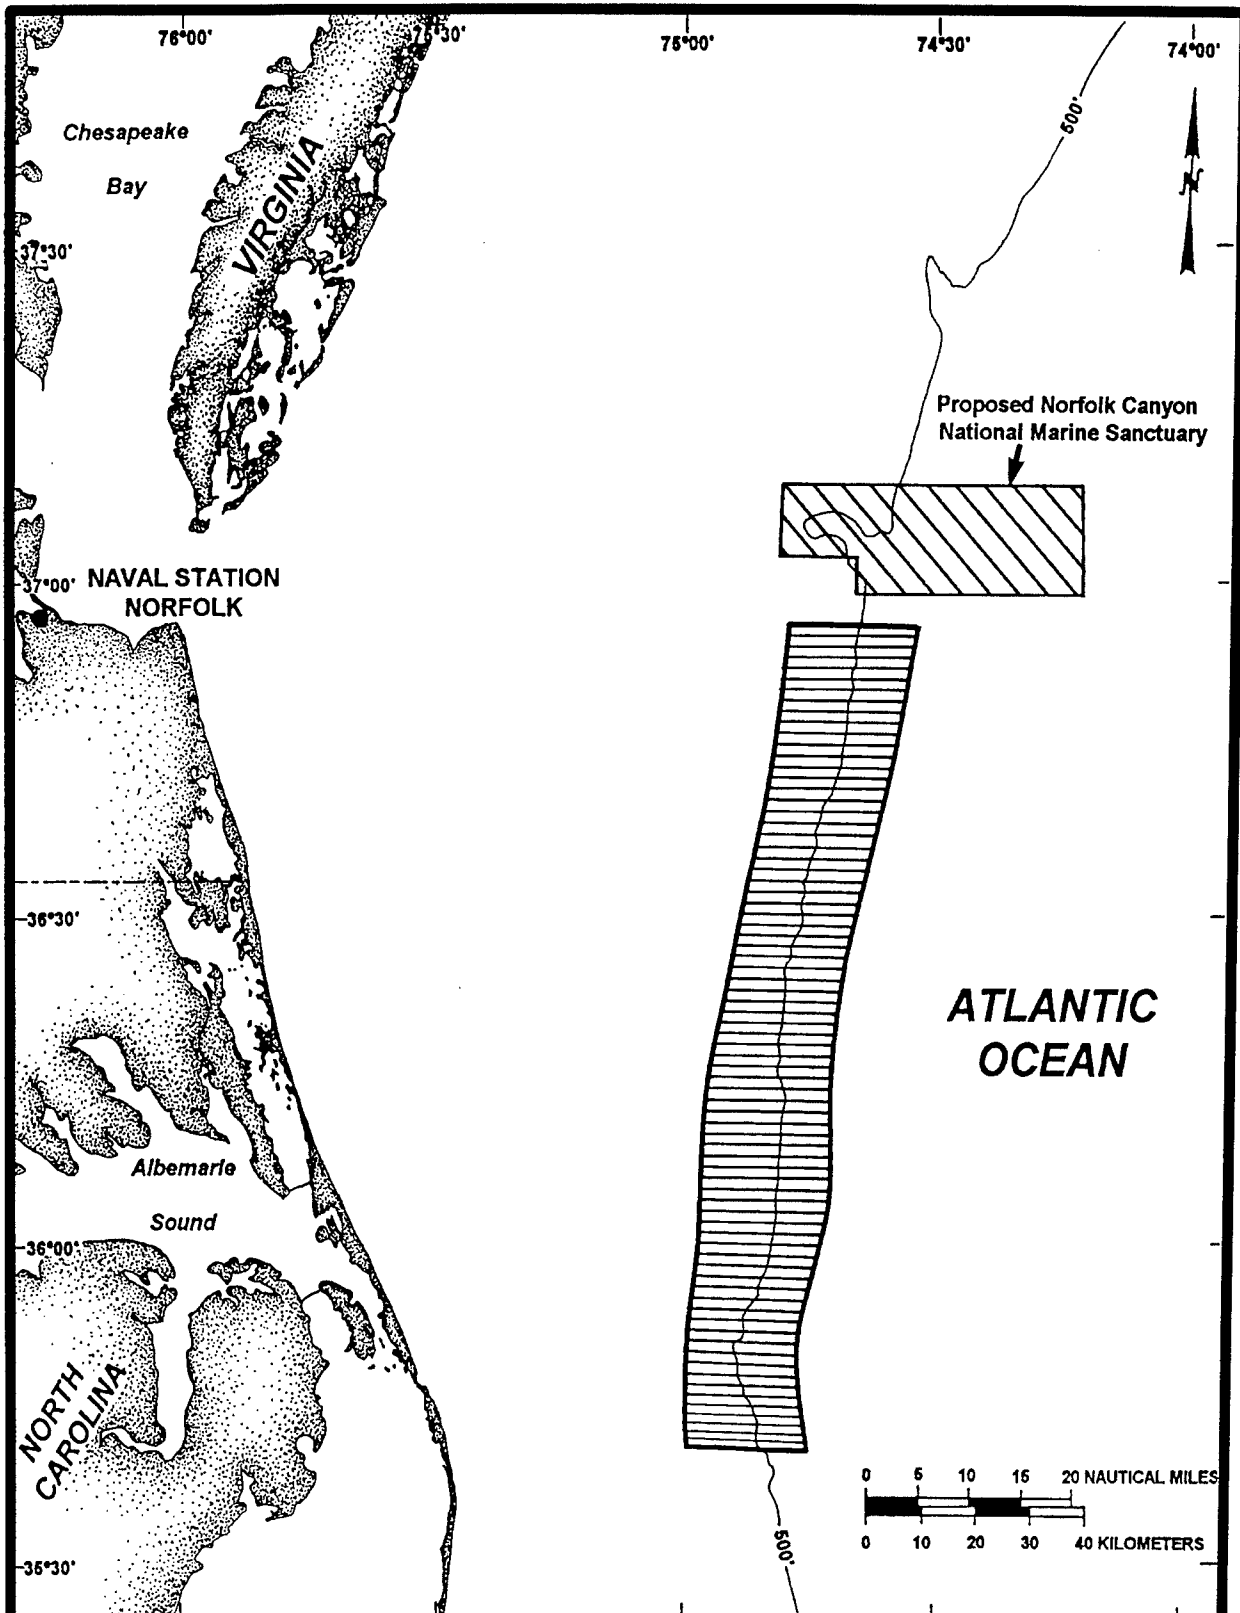 76°00'
75°30'
75°00'
74°30'
74°00'
500'
Chesapeake
Bay
VIRGINIA
N
37°30'
Proposed Norfolk Canyon
National Marine Sanctuary
37°00'
NAVAL STATION
NORFOLK
36°30'
ATLANTIC
OCEAN
Albemarle
Sound
36°00'
NORTH
CAROLINA
0 5 10 15 20 NAUTICAL MILES
0 10 20 30 40 KILOMETERS
500'
35°30'